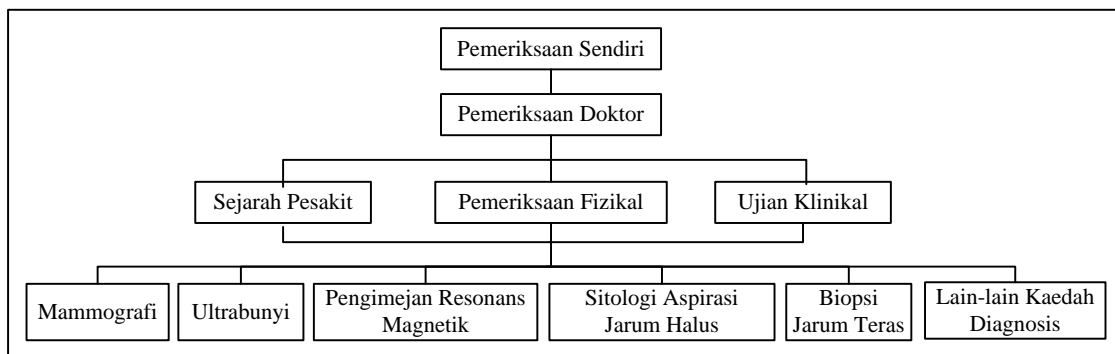 Pemeriksaan Sendiri
Pemeriksaan Doktor
Sejarah Pesakit
Pemeriksaan Fizikal
Ujian Klinikal
Mammografi
Ultrabunyi
Pengimejan Resonans
Magnetik
Sitologi Aspirasi
Jarum Halus
Biopsi
Jarum Teras
Lain-lain Kaedah
Diagnosis